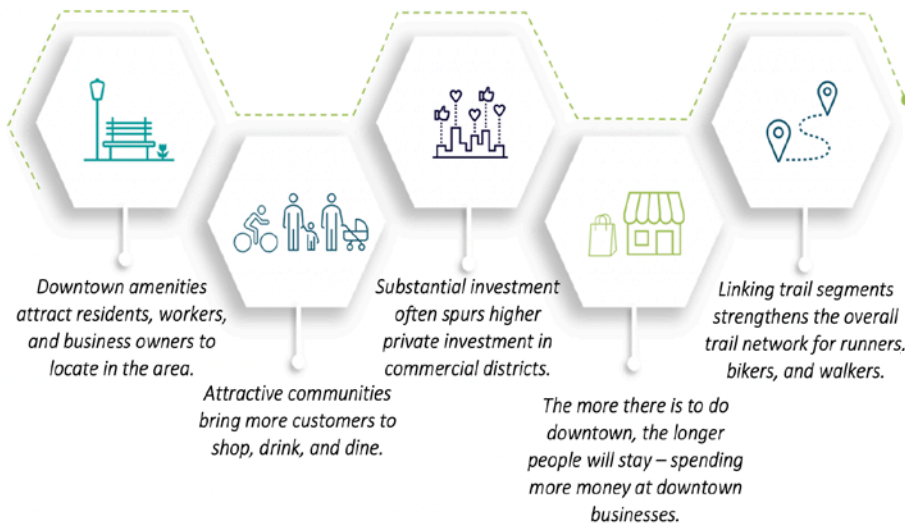 Downtown amenities
attract residents, workers,
and business owners to
locate in the area.
Attractive communities
bring more customers to
shop, drink, and dine.
Substantial investment
often spurs higher
private investment in
commercial districts.
The more there is to do
downtown, the longer
people will stay – spending
more money at downtown
businesses.
Linking trail segments
strengthens the overall
trail network for runners,
bikers, and walkers.